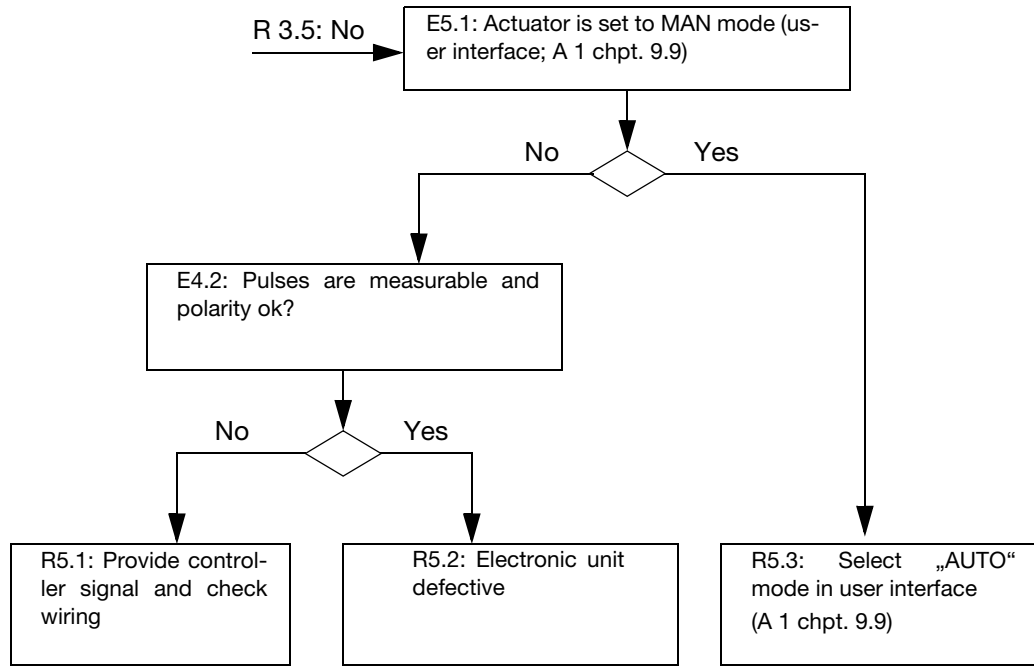 R 3.5: No
E5.1: Actuator is set to MAN mode (us-
er interface; A 1 chpt. 9.9)
No
Yes
E4.2: Pulses are measurable and
polarity ok?
No
Yes
R5.1: Provide control-
ler signal and check
wiring
R5.2: Electronic unit
defective
R5.3: Select „AUTO“
mode in user interface
(A 1 chpt. 9.9)